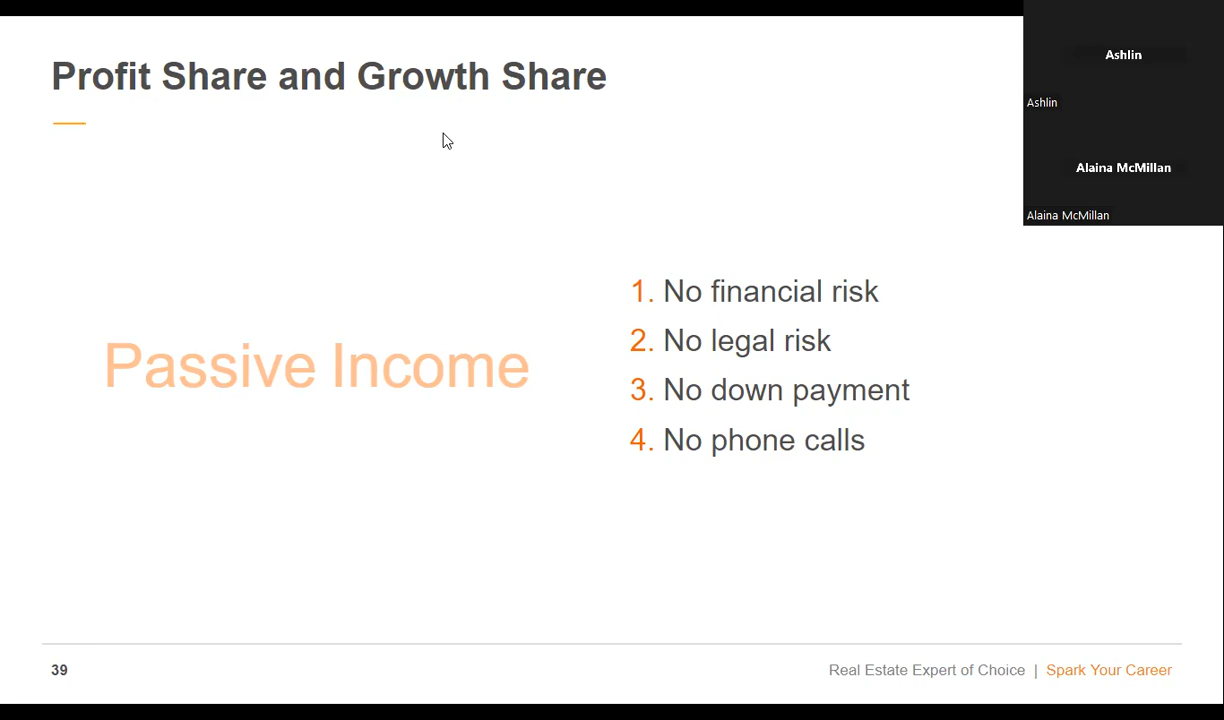 Profit Share and Growth Share
Ashlin
Ashlin
Alaina McMillan
Alaina McMillan
Passive Income
1. No financial risk
2. No legal risk
3. No down payment
4. No phone calls
39
Real Estate Expert of Choice | Spark Your Career